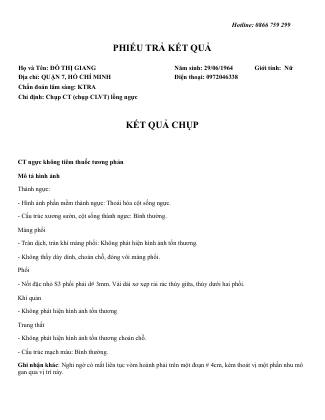 Hotline: 0866 759 299
PHIẾU TRẢ KẾT QUẢ
Họ và Tên: ĐỖ THỊ GIANG Năm sinh: 29/06/1964 Giới tính: Nữ
Địa chỉ: QUẬN 7, HỒ CHÍ MINH Điện thoại: 0972046338
Chẩn đoán lâm sàng: KTRA
Chỉ định: Chụp CT (chụp CLVT) lồng ngực
KẾT QUẢ CHỤP
CT ngực không tiêm thuốc tương phản
Mô tả hình ảnh
Thành ngực:
- Hình ảnh phần mềm thành ngực: Thoái hóa cột sống ngực.
- Cấu trúc xương sườn, cột sống thành ngực: Bình thường.
Màng phổi
- Tràn dịch, tràn khí màng phổi: Không phát hiện hình ảnh tổn thương.
- Không thấy dày dính, choán chỗ, đóng vôi màng phổi.
Phổi
- Nốt đặc nhỏ S3 phổi phải d# 3mm. Vài dải xơ xẹp rải rác thùy giữa, thùy dưới hai phổi.
Khí quản
- Không phát hiện hình ảnh tổn thương
Trung thất
- Không phát hiện hình ảnh tổn thương choán chỗ.
- Cấu trúc mạch máu: Bình thường.
Ghi nhận khác: Nghi ngờ có mất liên tục vòm hoành phải trên một đoạn # 4cm, kèm thoát vị một phần nhu mô
gan qua vị trí này.